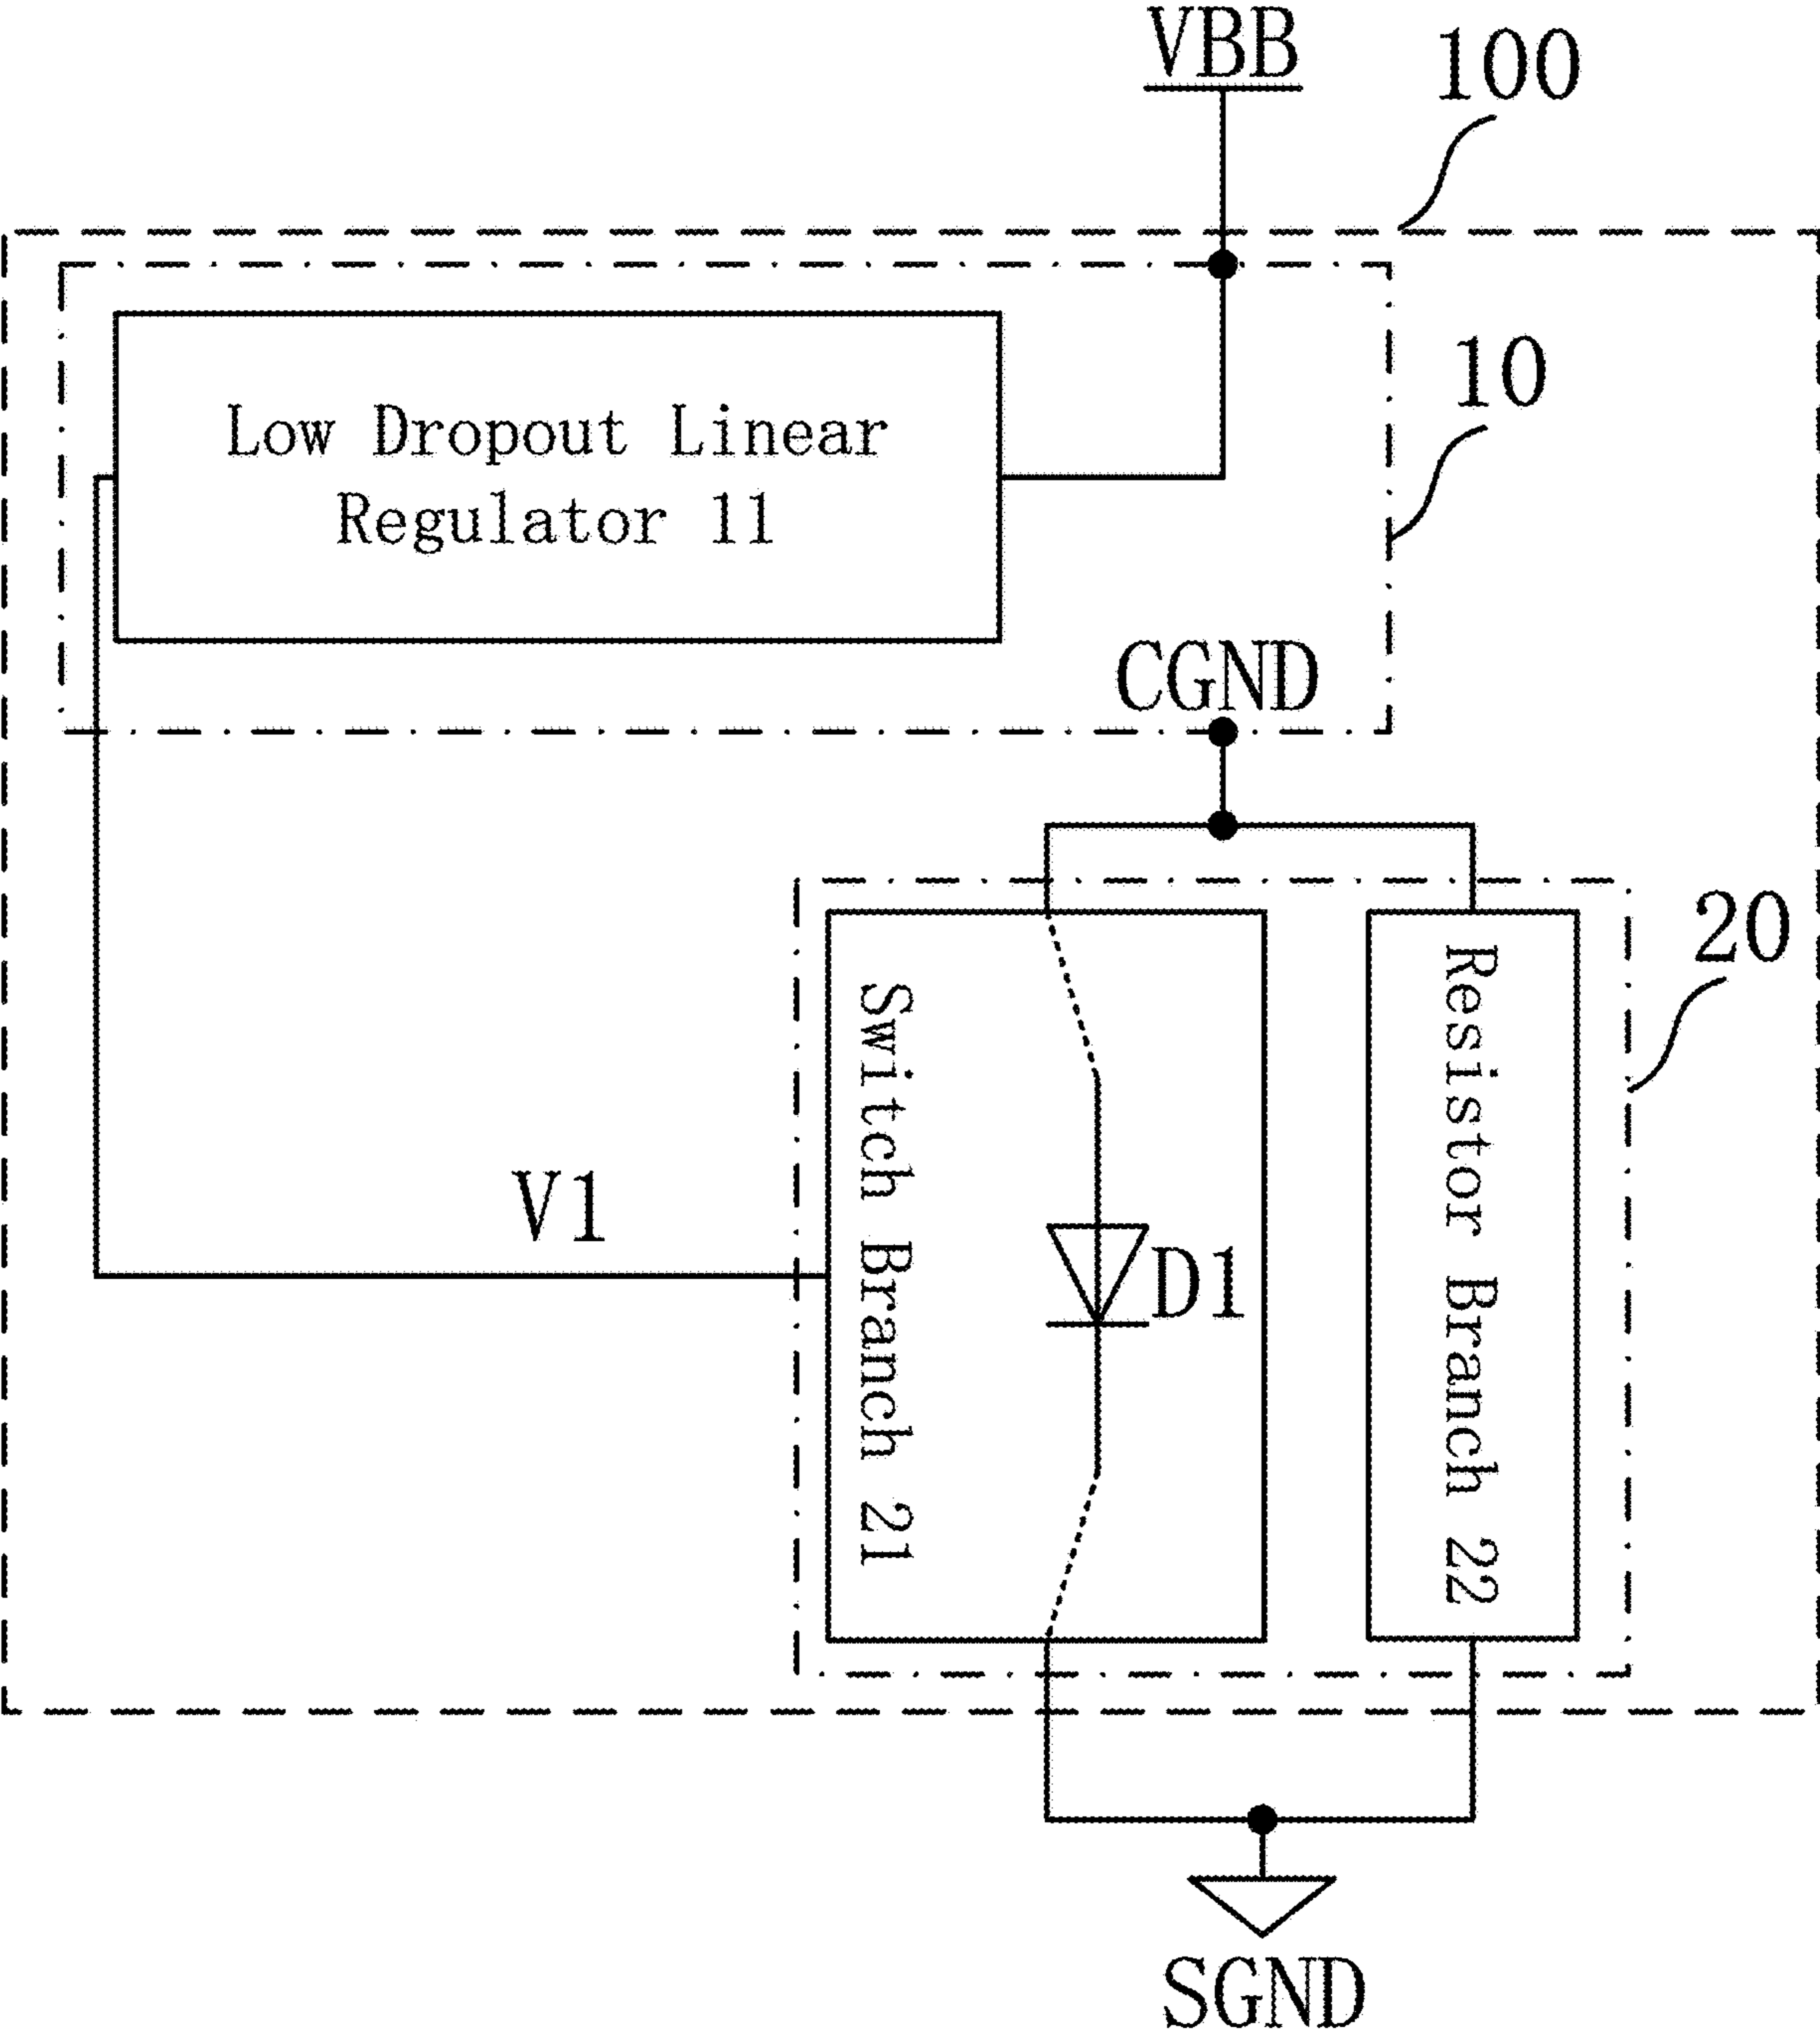 VBB
100
Low Dropout Linear
Regulator 11
10
CGND
20
Switch Branch 21
Resistor Branch 22
V1
D1
SGND